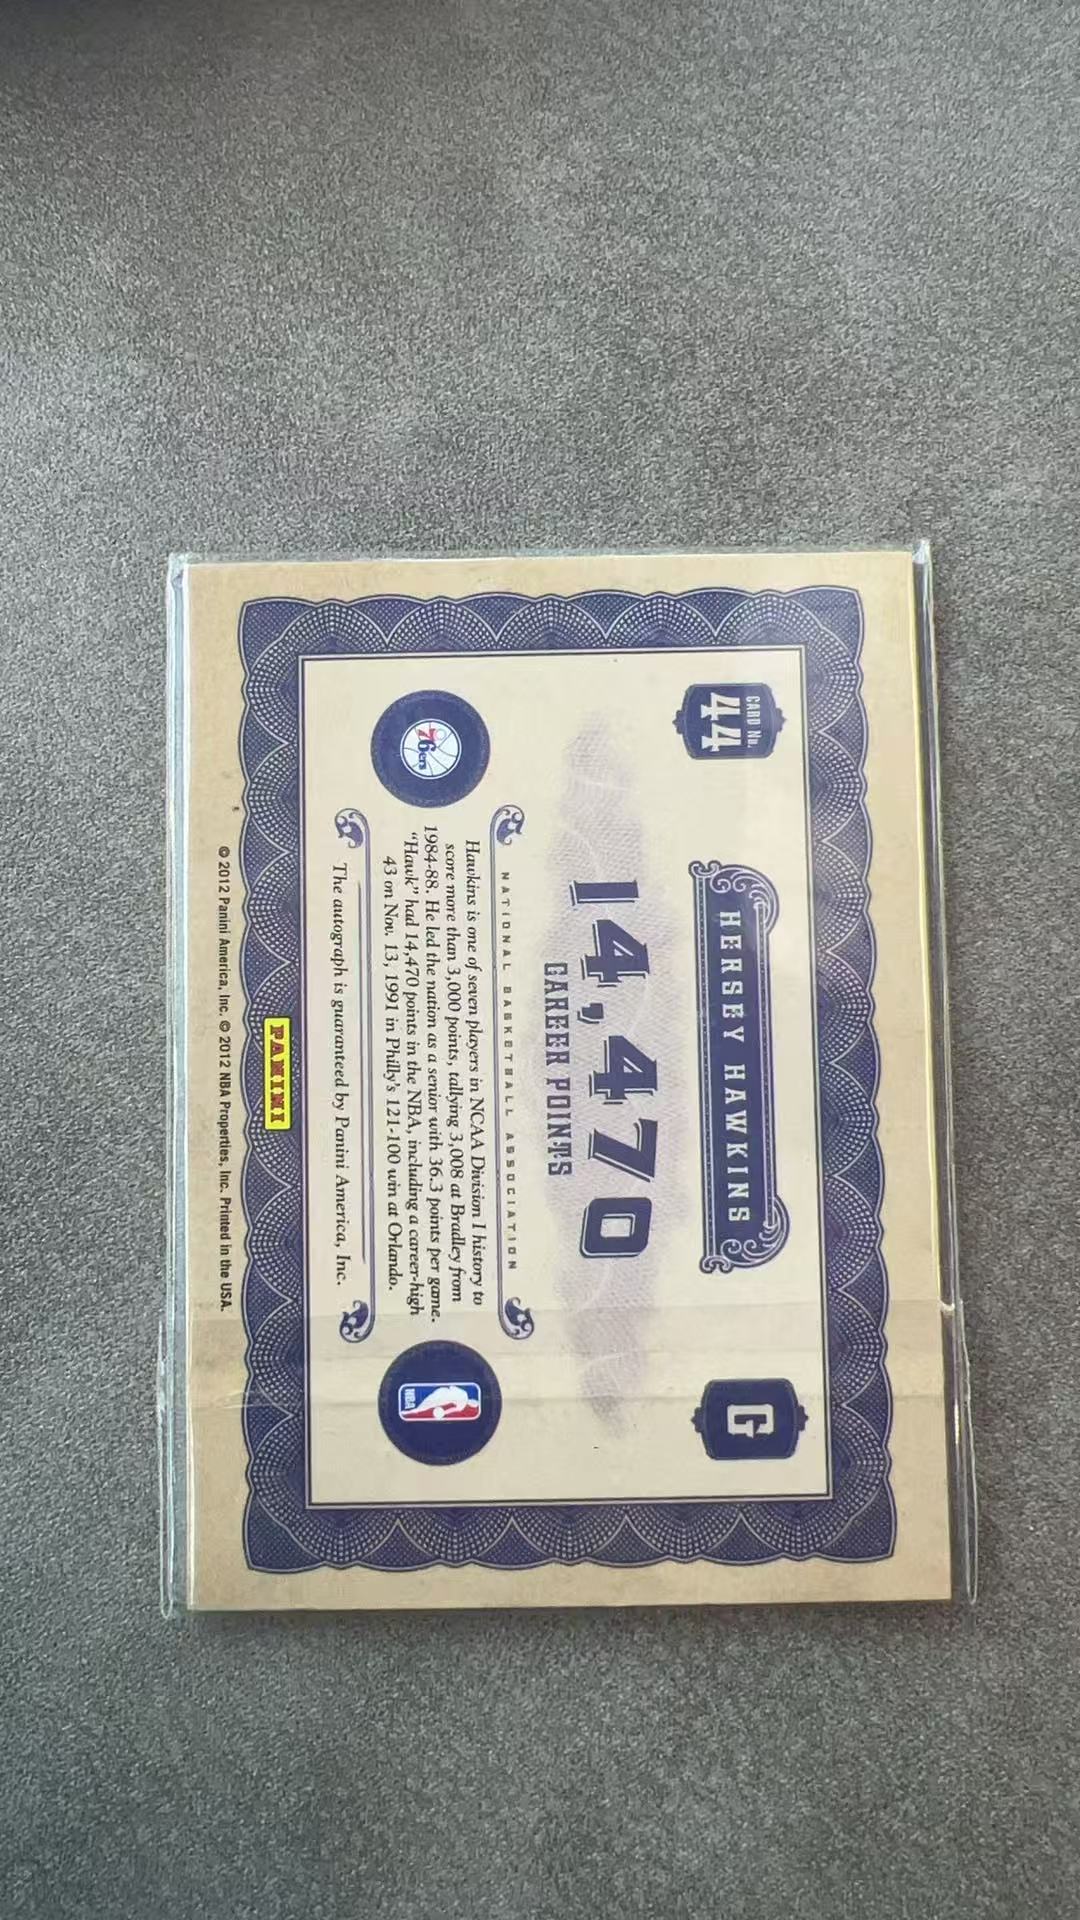 CARD No.
44
HERSEY HAWKINS
G
14,470
CAREER POINTS
NATIONAL BASKETBALL ASSOCIATION
Hawkins is one of seven players in NCAA Division I history to
score more than 3,000 points, tallying 3,008 at Bradley from
1984-88. He led the nation as a senior with 36.3 points per game.
“Hawk” had 14,470 points in the NBA, including a career-high
43 on Nov. 13, 1991 in Philly's 121-100 win at Orlando.
76ers
NBA
The autograph is guaranteed by Panini America, Inc.
PANINI
© 2012 Panini America, Inc. © 2012 NBA Properties, Inc. Printed in the USA.